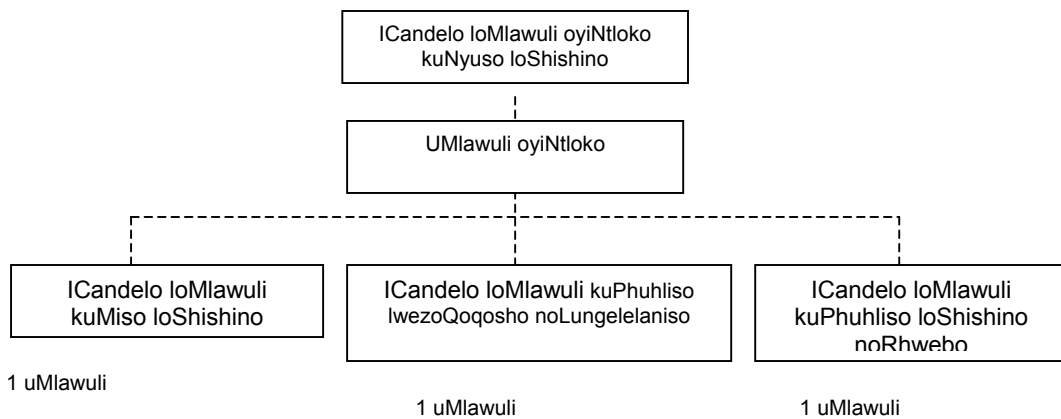 ICandelo loMlawuli oyiNtloko
kuNyuso loShishino
UMlawuli oyiNtloko
ICandelo loMlawuli
kuMiso loShishino
ICandelo loMlawuli kuPhuhliso
lwezoQoqosho noLungelelaniso
ICandelo loMlawuli
kuPhuhliso loShishino
noRhwebo
1 uMlawuli
1 uMlawuli
1 uMlawuli